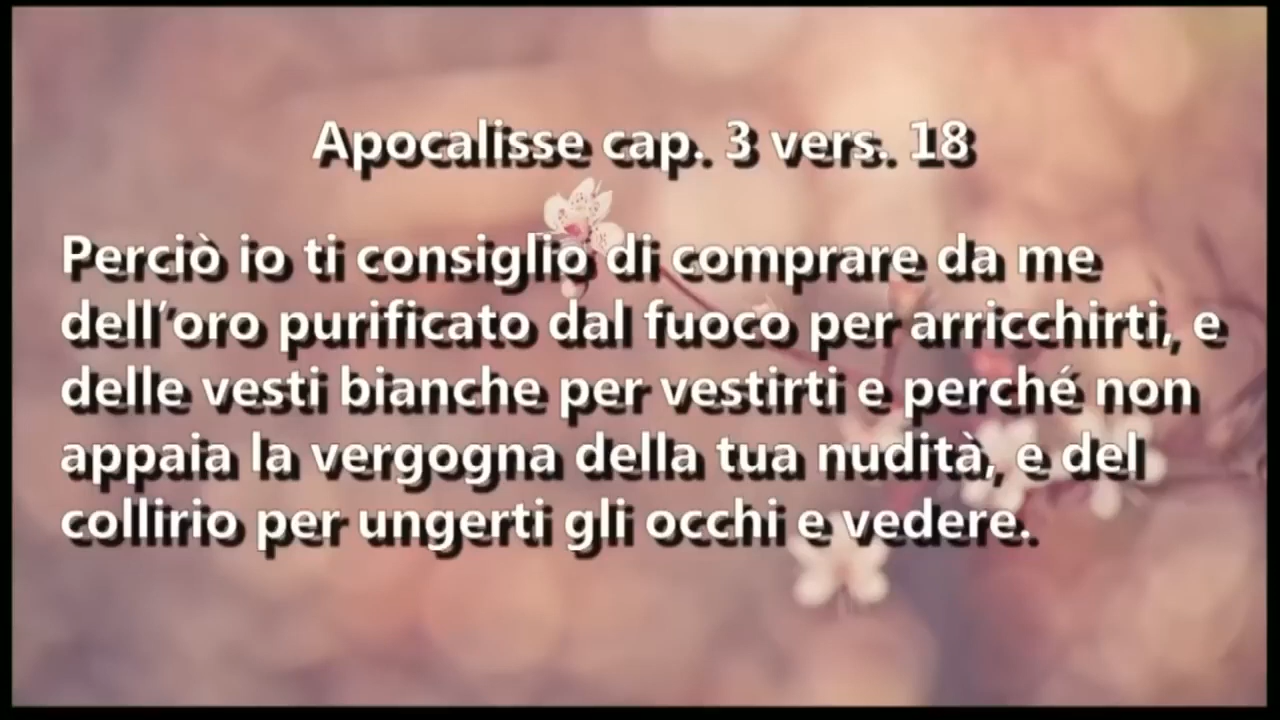 Apocalisse cap. 3 vers. 18
Perciò io ti consiglio di comprare da me
dell’oro purificato dal fuoco per arricchirti, e
delle vesti bianche per vestirti e perché non
appaia la vergogna della tua nudità, e del
collirio per ungerti gli occhi e vedere.